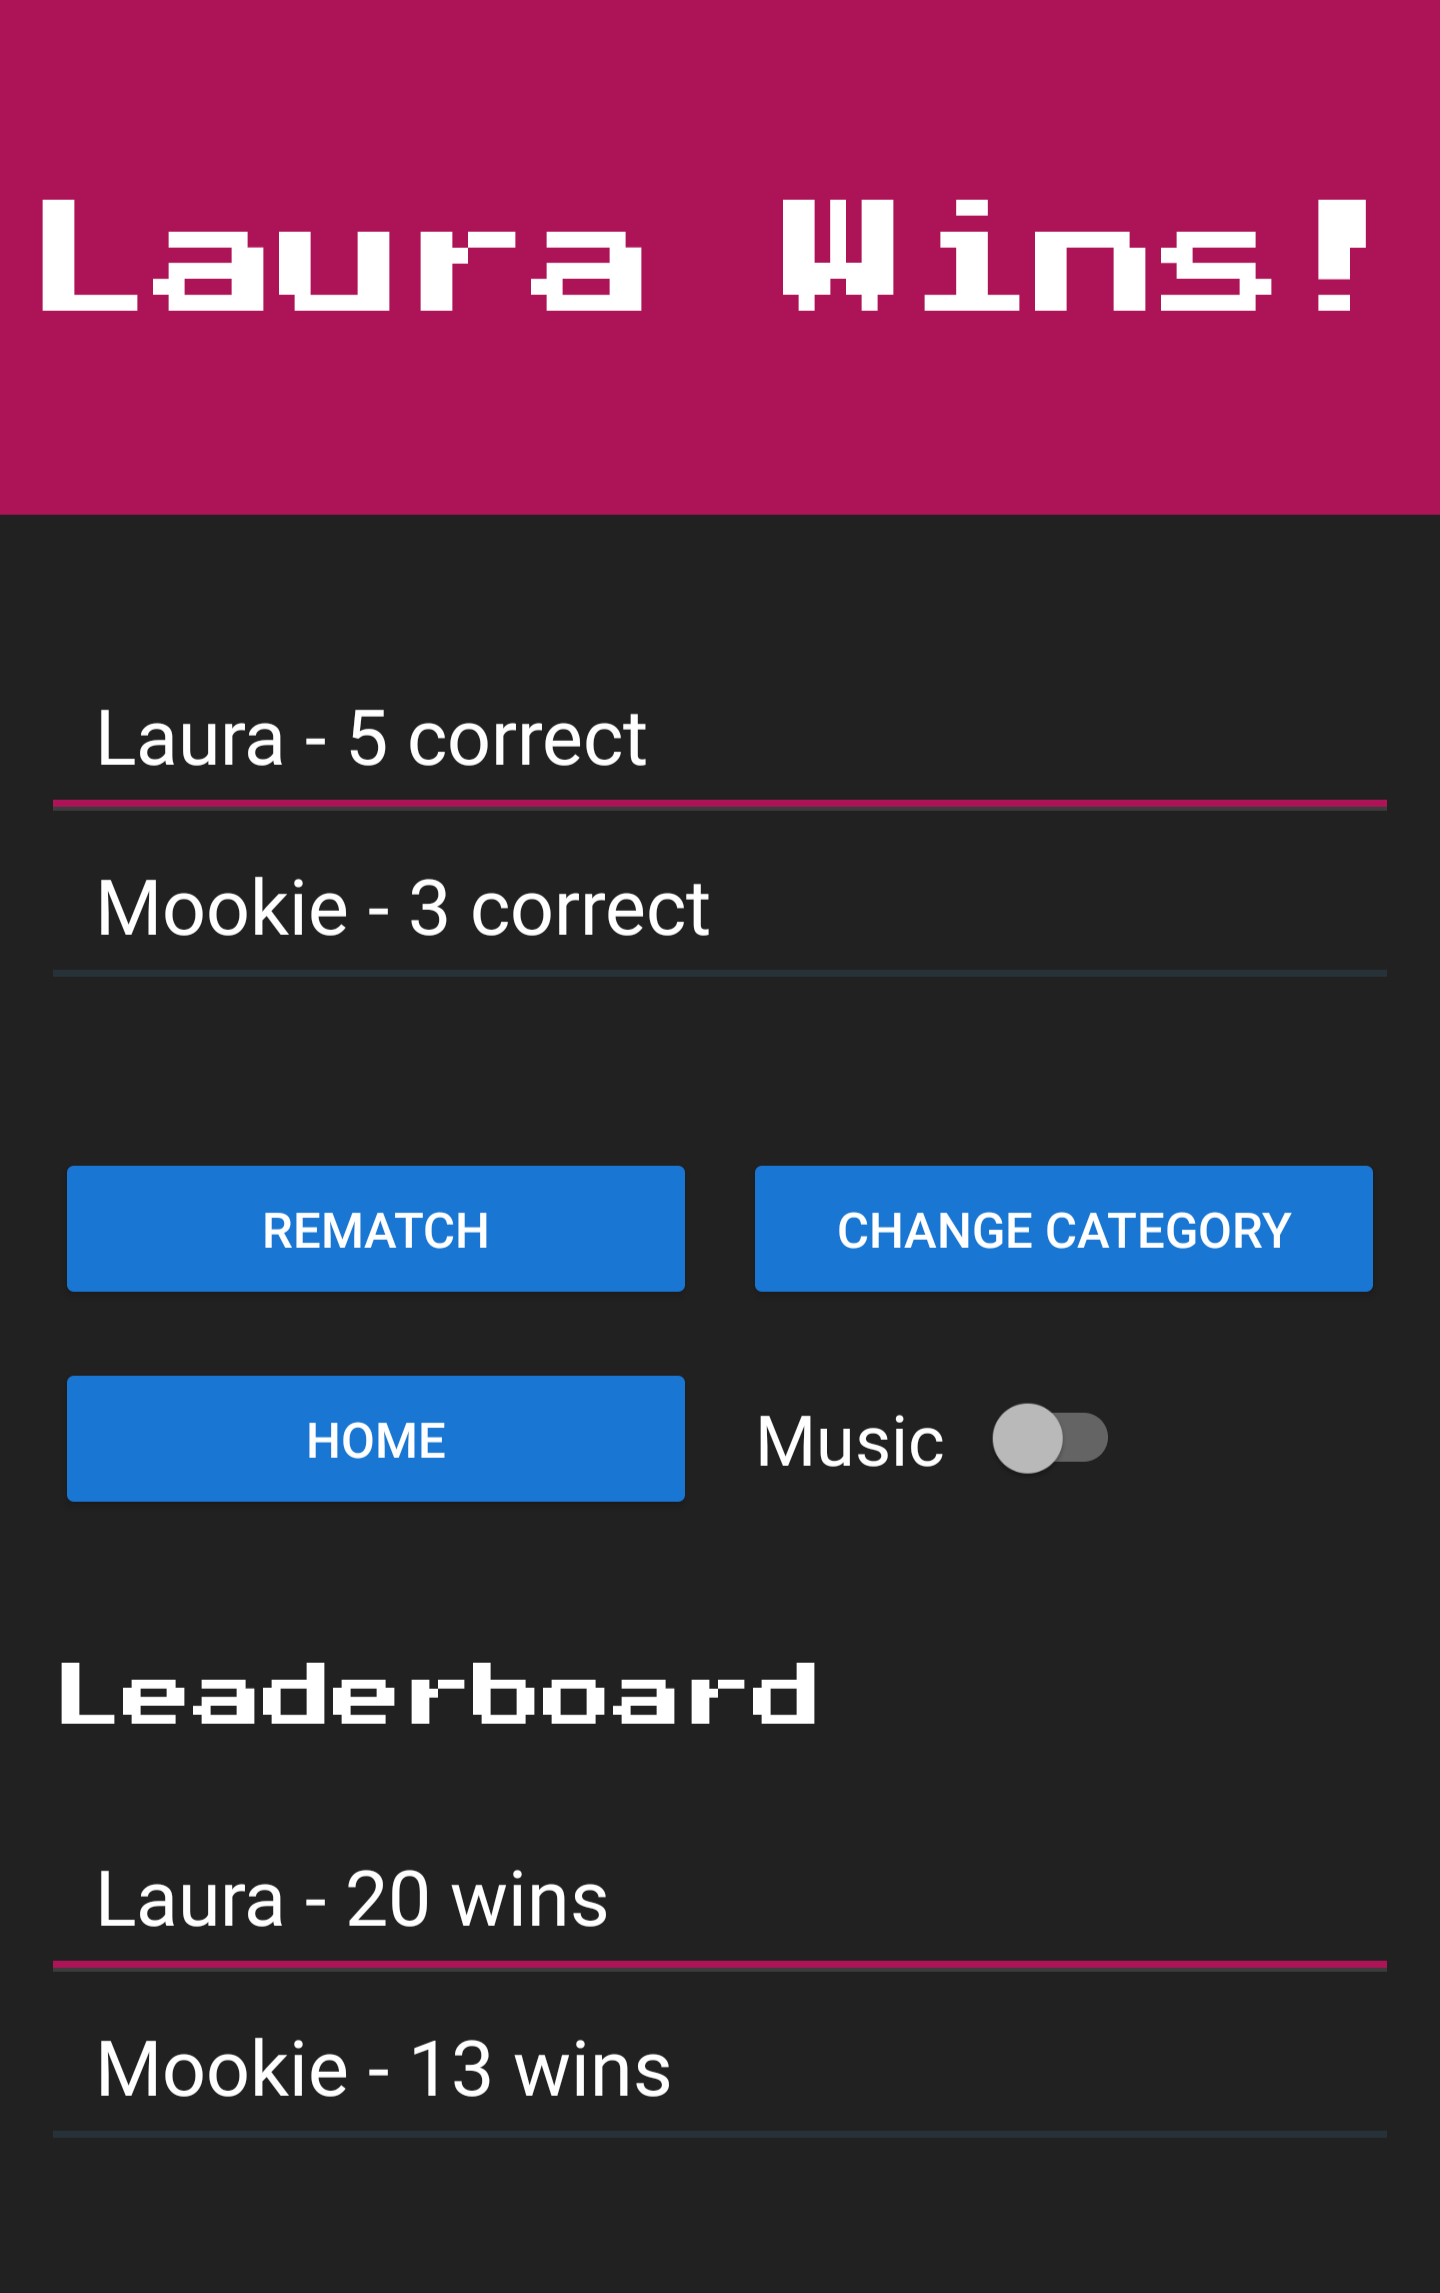 Laura Wins!
Laura - 5 correct
Mookie - 3 correct
REMATCH
CHANGE CATEGORY
HOME
Music
Leaderboard
Laura - 20 wins
Mookie - 13 wins